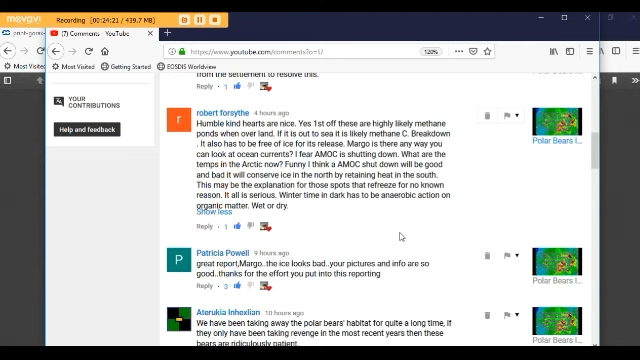 movavi Recording 00:24:21 / 439.7 MB
print-goras
(7) Comments - YouTube
https://www.youtube.com/comments?o=U
120%
Most Visited
Most Visited Getting Started EOSDIS Worldview
YOUR
CONTRIBUTIONS
Help and feedback
from the settlement to resolve this.
Reply 1
robert forsythe 4 hours ago
Humble kind hearts are nice. Yes 1st off these are highly likely methane
ponds when over land. If it is out to sea it is likely methane C. Breakdown
. It also has to be free of ice for its release. Margo is there any way you
can look at ocean currents? I fear AMOC is shutting down. What are the
temps in the Arctic now? Funny I think a AMOC shut down will be good
and bad it will conserve ice in the north by retaining heat in the south.
This may be the explanation for those spots that refreeze for no known
reason. It all is serious. Winter time in dark has to be anaerobic action on
organic matter. Wet or dry.
Show less
Reply 1
Polar Bears I...
r
Patricia Powell 9 hours ago
great report,Margo..the ice looks bad..your pictures and info are so
good..thanks for the effort you put into this reporting
Reply 3
Polar Bears I...
P
Aterukia Inhexlian 10 hours ago
We have been taking away the polar bears' habitat for quite a long time, if
they only have been taking revenge in the most recent years then these
bears are ridiculously patient.
Polar Bears I...